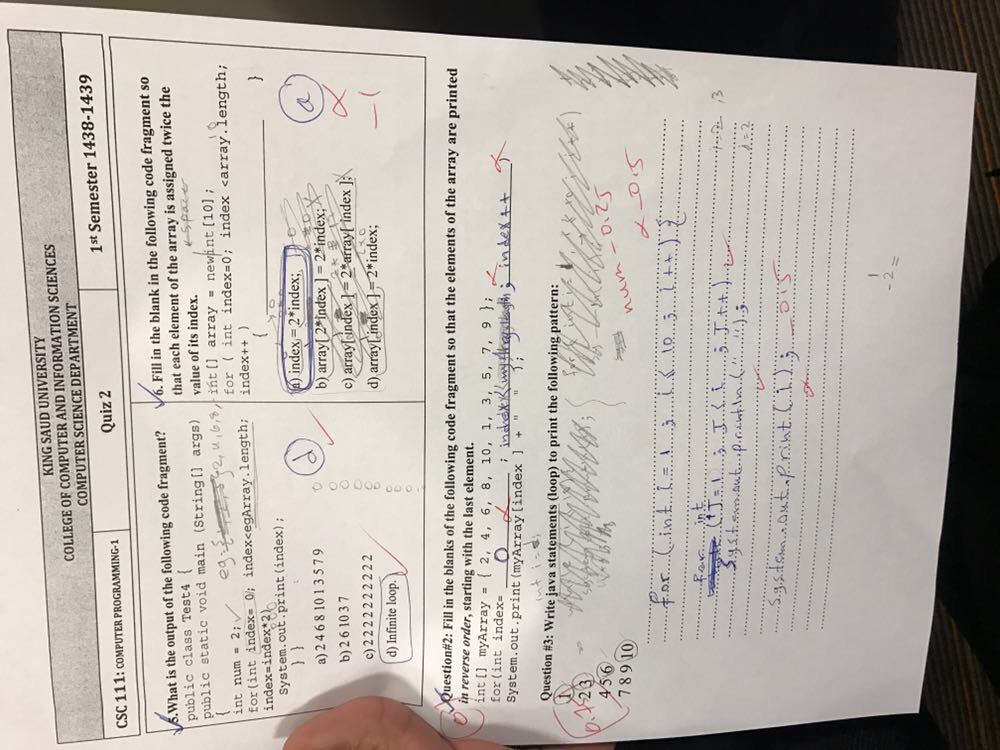 KING SAUD UNIVERSITY
COLLEGE OF COMPUTER AND INFORMATION SCIENCES
COMPUTER SCIENCE DEPARTMENT
CSC 111: COMPUTER PROGRAMMING-1
Quiz 2
1st Semester 1438-1439
5.What is the output of the following code fragment?
public class Test4 {
public static void main (String[] args)
{
int num = 2;
for(int index= 0; index<egArray.length;
index=index*2)
System.out.print(index);
} }
a) 2 4 6 8 10 1 3 5 7 9
b) 2 6 10 3 7
c) 2 2 2 2 2 2 2 2 2 2
d) Infinite loop.
d
6. Fill in the blank in the following code fragment so
that each element of the array is assigned twice the
value of its index.
space
int[] array = newint[10];
10
for ( int index=0; index <array.length;
index++ )
{ }
a) index = 2*index;
b) array[ 2*index ] = 2*index;
c) array[ index ] = 2*array[ index ];
d) array[ index ] = 2*index;
a
-1
Question#2: Fill in the blanks of the following code fragment so that the elements of the array are printed
in reverse order, starting with the last element.
int[] myArray = { 2, 4, 6, 8, 10, 1, 3, 5, 7, 9 };
for(int index= 0 ; ; index++ )
System.out.print(myArray[index ] + " " );
Question #3: Write java statements (loop) to print the following pattern:
0.75
1
23
456
7 8 9 10
num -0.25
x -0.5
for (int i=1 ; i<10 ; i++) {
for (int J=1 ; J<i ; J++)
System.out.println(" ");
System.out.print(i);
-0.5
i=2